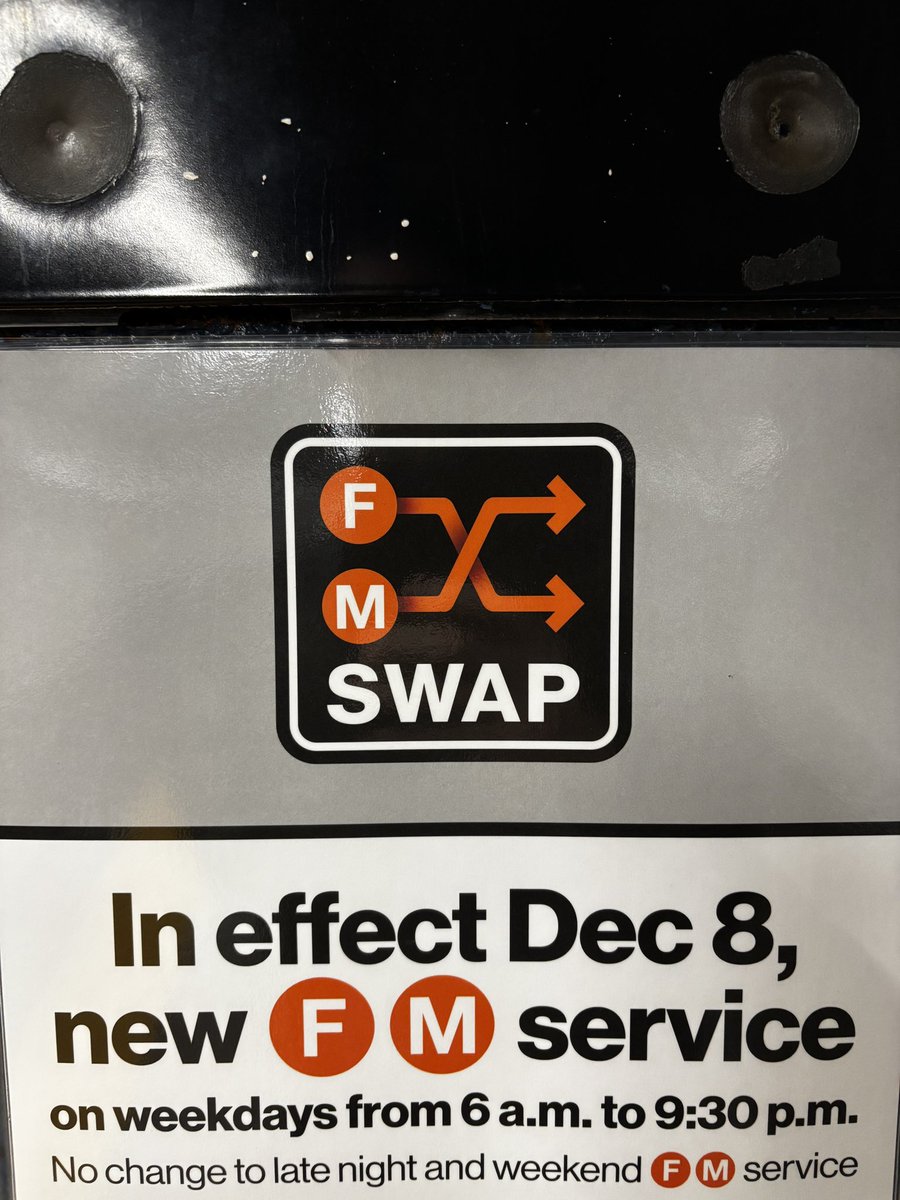 F
M
SWAP
In effect Dec 8,
new F M service
on weekdays from 6 a.m. to 9:30 p.m.
No change to late night and weekend F M service